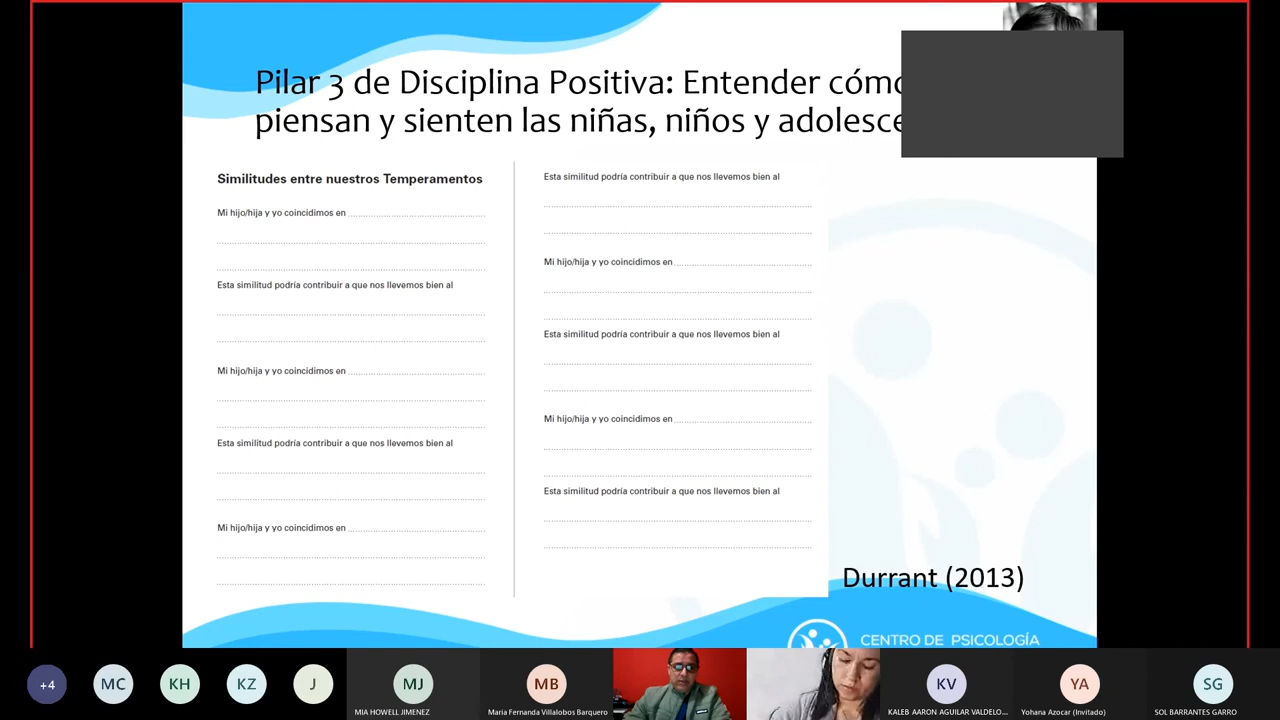 Pilar 3 de Disciplina Positiva: Entender cómo
piensan y sienten las niñas, niños y
Similitudes entre nuestros Temperamentos
Mi hijo/hija y yo coincidimos en
Esta similitud podría contribuir a que nos llevemos bien al
Mi hijo/hija y yo coincidimos en
Esta similitud podría contribuir a que nos llevemos bien al
Mi hijo/hija y yo coincidimos en
Esta similitud podría contribuir a que nos llevemos bien al
Mi hijo/hija y yo coincidimos en
Esta similitud podría contribuir a que nos llevemos bien al
Mi hijo/hija y yo coincidimos en
Esta similitud podría contribuir a que nos llevemos bien al
Durrant (2013)
CENTRO DE PSICOLOGÍA
+4
MC
KH
KZ
J
MJ
MIA HOWELL JIMENEZ
MB
Maria Fernanda Villalobos Barquero
KV
KALEB AARON AGUILAR VALDELO...
YA
Yohana Azocar (Invitado)
SG
SOL BARRANTES GARRO